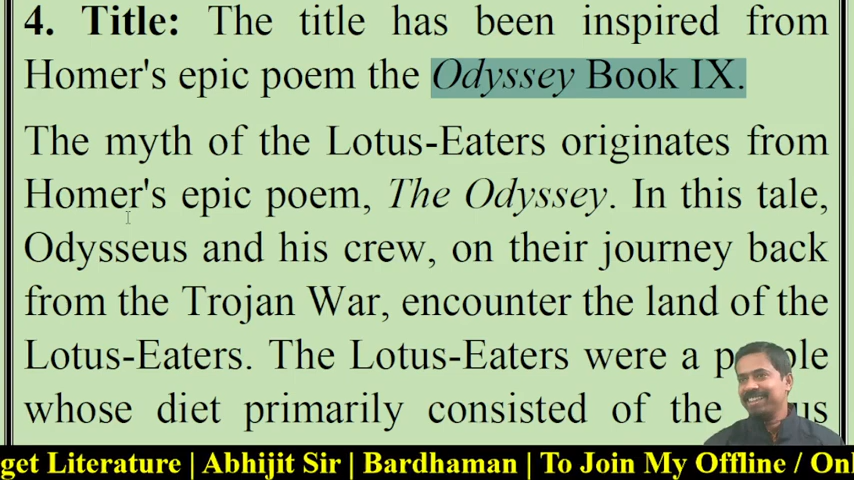 4. Title: The title has been inspired from
Homer's epic poem the Odyssey Book IX.
The myth of the Lotus-Eaters originates from
Homer's epic poem, The Odyssey. In this tale,
Odysseus and his crew, on their journey back
from the Trojan War, encounter the land of the
Lotus-Eaters. The Lotus-Eaters were a
whose diet primarily consisted of the
get Literature | Abhijit Sir | Bardhaman | To Join My Offline / Onl